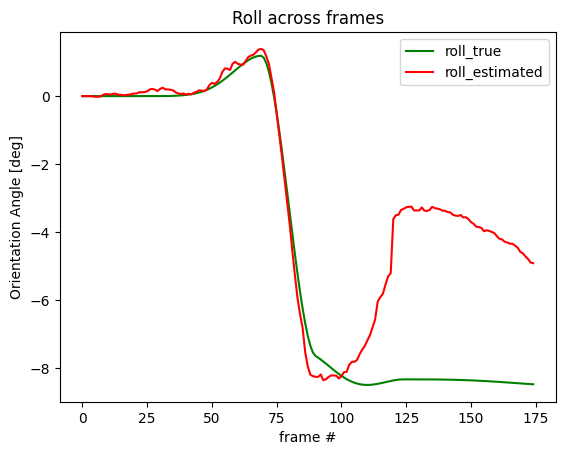 Roll across frames
roll_true
roll_estimated
Orientation Angle [deg]
0
−2
−4
−6
−8
0 25 50 75 100 125 150 175
frame #